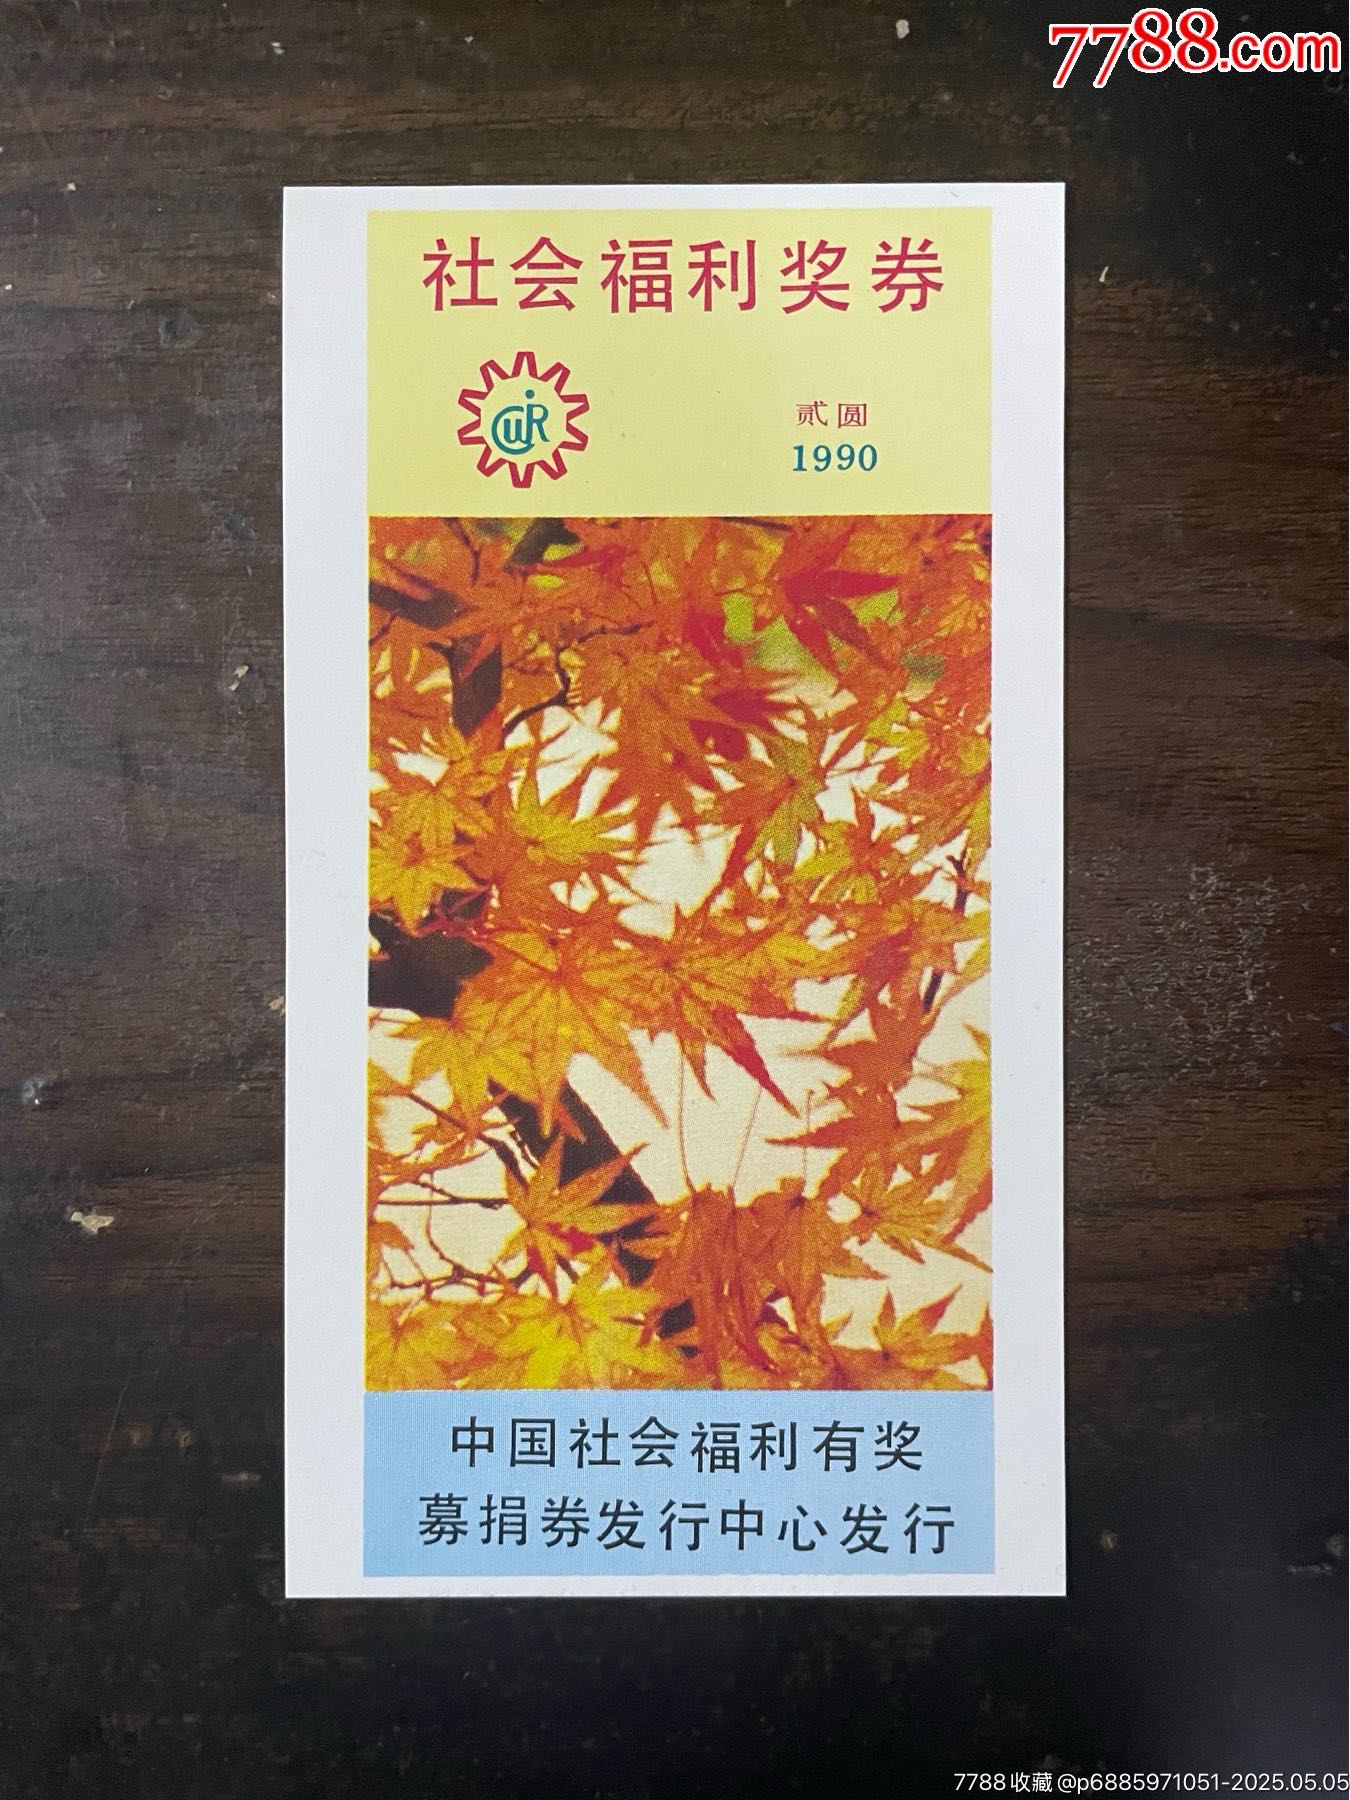 7788.com
社会福利奖券
CWIR
贰圆
1990
中国社会福利有奖
募捐券发行中心发行
7788收藏@p6885971051-2025.05.05